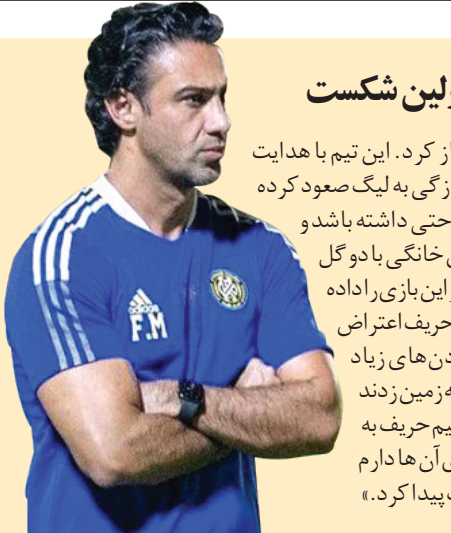 ولین شکست
از کرد. این تیم با هدایت
زگی به لیگ صعود کرده
حتی داشته باشد و
خانگی با دو گل
این بازی را داده
حریف اعتراض
دن‌های زیاد
ه زمین زدند
یم حریف به
ی آن‌ها دارم
پیدا کرد.»
adidas
F.M